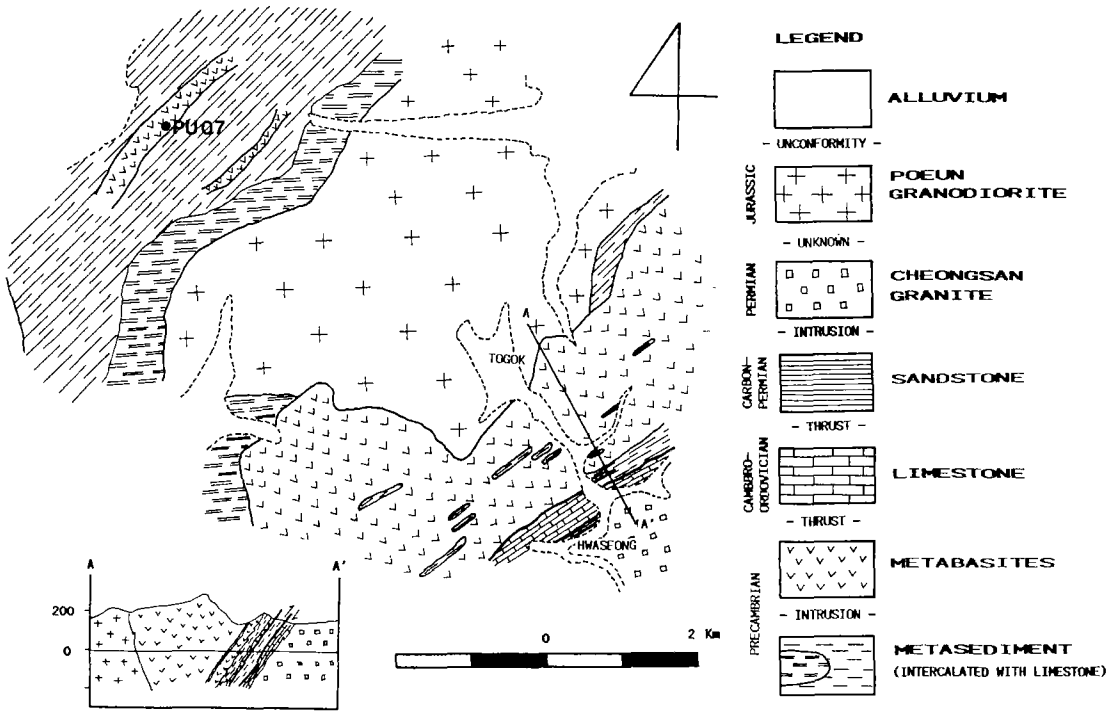 LEGEND
ALLUVIUM
- UNCONFORMITY -
JURASSIC
POEUN
GRANODIORITE
- UNKNOWN -
PERMIAN
CHEONGSAN
GRANITE
- INTRUSION -
CARBON-
PERMIAN
SANDSTONE
- THRUST -
CAMBRO-
ORDOVICIAN
LIMESTONE
- THRUST -
PRECAMBRIAN
METABASITES
- INTRUSION -
METASEDIMENT
(INTERCALATED WITH LIMESTONE)
PU07
A
TOGOK
A'
HWASEONG
A
A'
200
0
0
2 Km